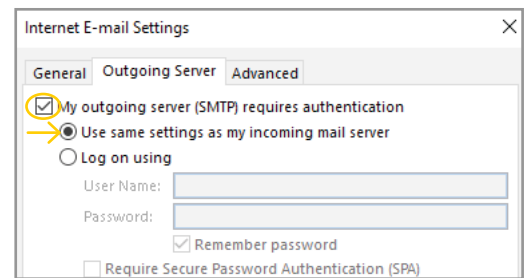 Internet E-mail Settings
General Outgoing Server Advanced
My outgoing server (SMTP) requires authentication
Use same settings as my incoming mail server
Log on using
User Name:
Password:
Remember password
Require Secure Password Authentication (SPA)